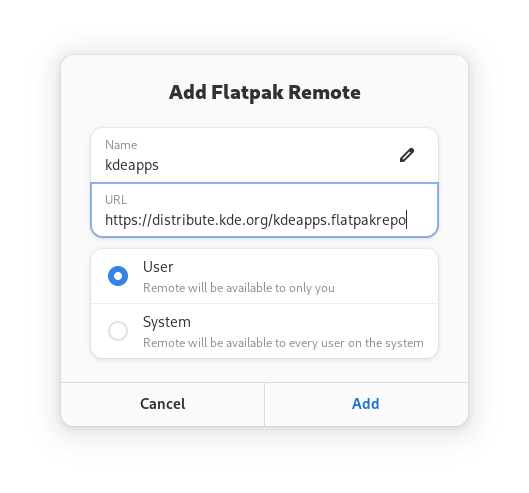 Add Flatpak Remote
Name
kdeapps
URL
https://distribute.kde.org/kdeapps.flatpakrepo
User
Remote will be available to only you
System
Remote will be available to every user on the system
Cancel
Add